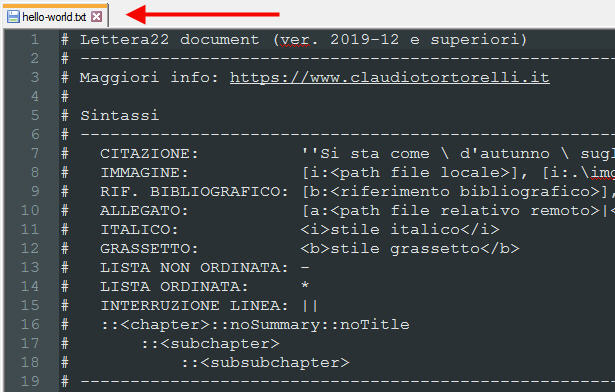 hello-world.txt
1 # Lettera22 document (ver. 2019-12 e superiori)
2 # ------------------------------------------------------
3 # Maggiori info: https://www.claudiotortorelli.it
4 #
5 # Sintassi
6 # ------------------------------------------------------
7 #   CITAZIONE:          ''Si sta come \ d'autunno \
8 #   IMMAGINE:           [i:<path file locale>], [i:.\img
9 #   RIF. BIBLIOGRAFICO: [b:<riferimento bibliografico>],
10 #   ALLEGATO:           [a:<path file relativo remoto>|<
11 #   ITALICO:            <i>stile italico</i>
12 #   GRASSETTO:          <b>stile grassetto</b>
13 #   LISTA NON ORDINATA: -
14 #   LISTA ORDINATA:     *
15 #   INTERRUZIONE LINEA: ||
16 #   ::<chapter>::noSummary::noTitle
17 #       ::<subchapter>
18 #           ::<subsubchapter>
19 # ------------------------------------------------------